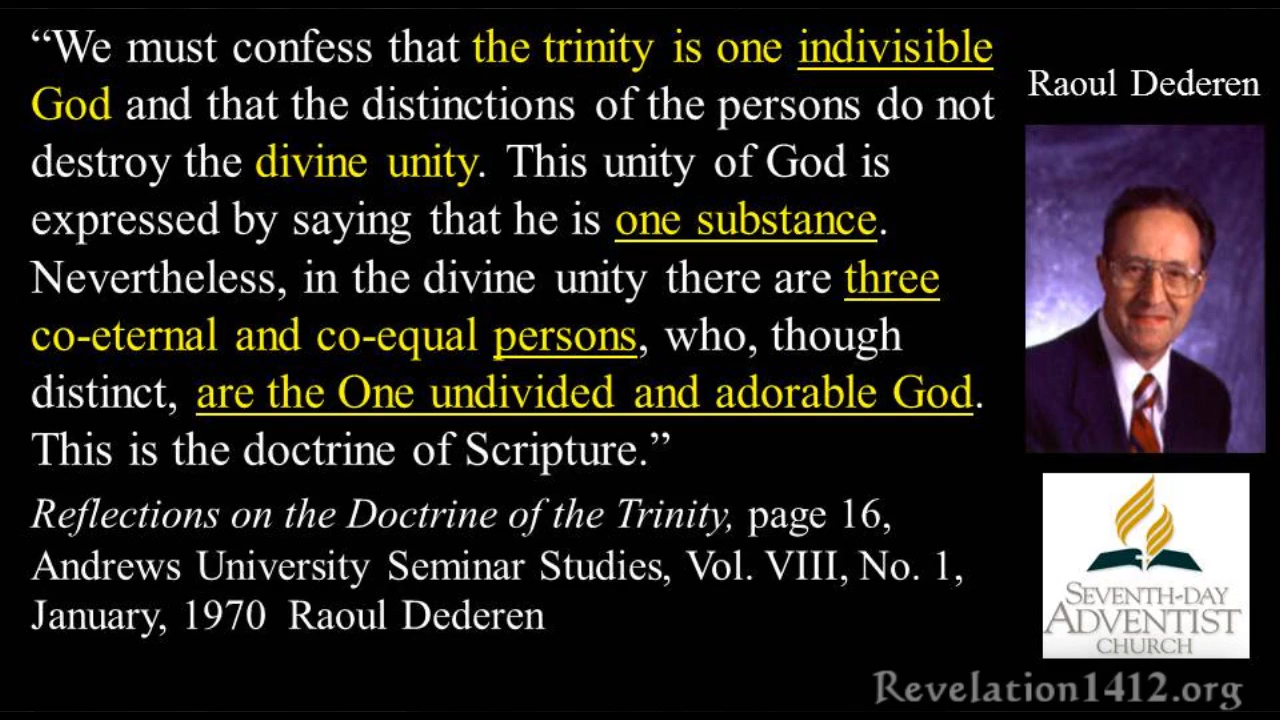 “We must confess that the trinity is one indivisible
God and that the distinctions of the persons do not
destroy the divine unity. This unity of God is
expressed by saying that he is one substance.
Nevertheless, in the divine unity there are three
co-eternal and co-equal persons, who, though
distinct, are the One undivided and adorable God.
This is the doctrine of Scripture.”
Reflections on the Doctrine of the Trinity, page 16,
Andrews University Seminar Studies, Vol. VIII, No. 1,
January, 1970 Raoul Dederen
Raoul Dederen
SEVENTH-DAY
ADVENTIST
CHURCH
Revelation1412.org